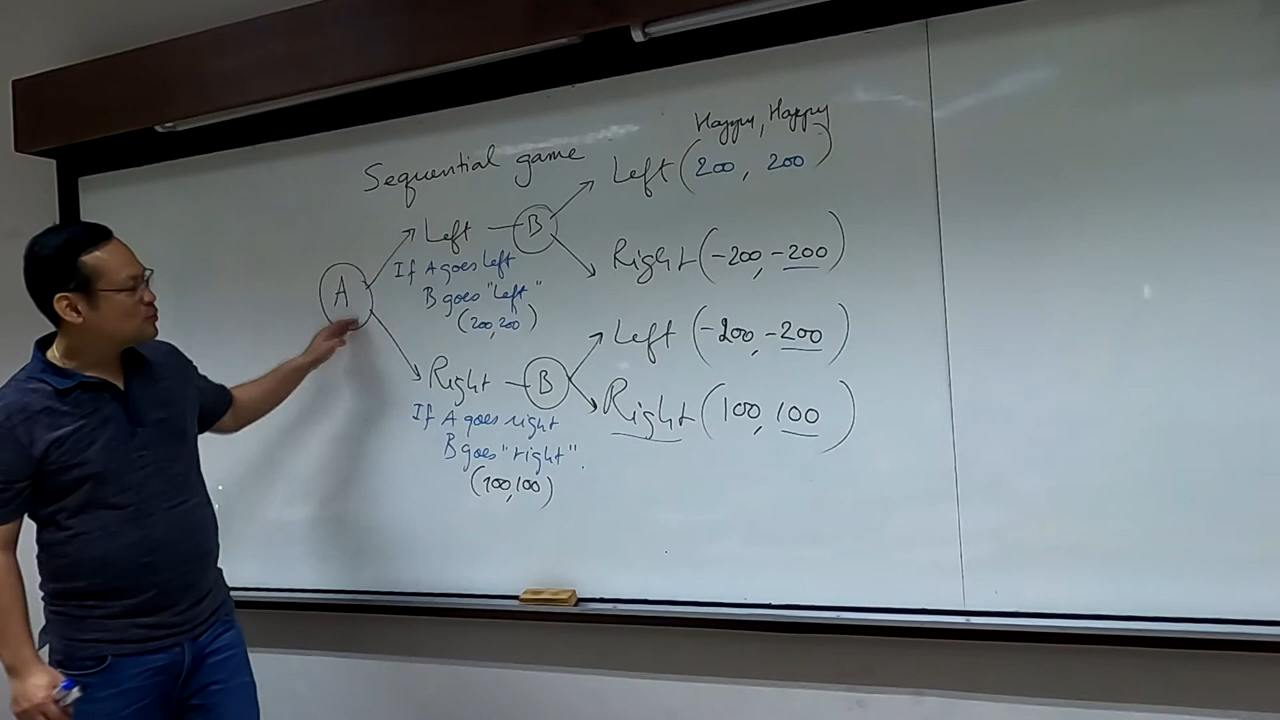 Happy, Happy
Sequential game
Left (200, 200)
Left
B
Right (-200, -200)
If A goes left
B goes "left"
(200, 200)
A
Left (-200, -200)
Right
B
Right (100, 100)
If A goes right
B goes "right".
(100, 100)